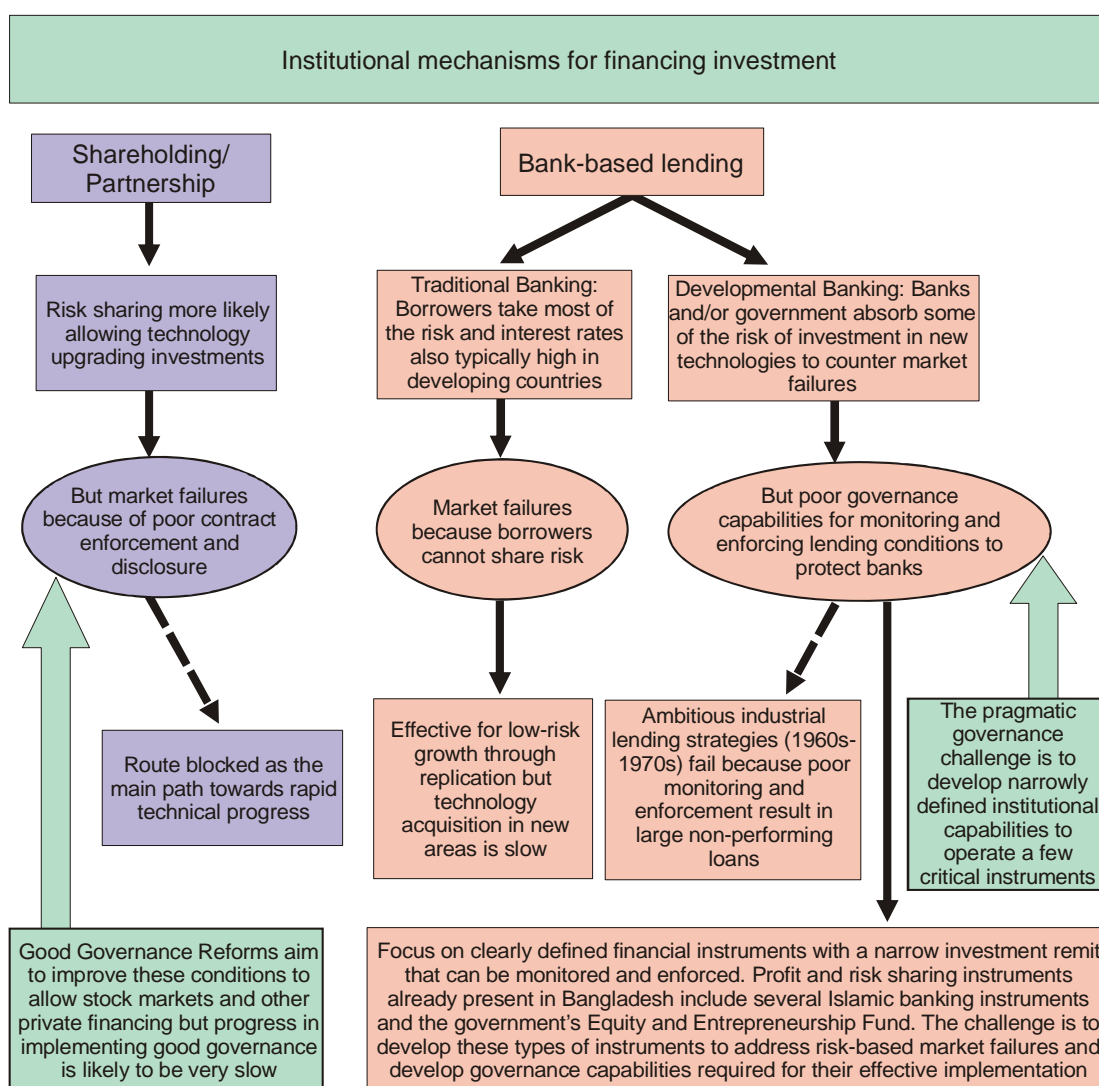 Institutional mechanisms for financing investment
Shareholding/
Partnership
Bank-based lending
Risk sharing more likely
allowing technology
upgrading investments
Traditional Banking:
Borrowers take most of
the risk and interest rates
also typically high in
developing countries
Developmental Banking: Banks
and/or government absorb some
of the risk of investment in new
technologies to counter market
failures
But market failures
because of poor contract
enforcement and
disclosure
Market failures
because borrowers
cannot share risk
But poor governance
capabilities for monitoring and
enforcing lending conditions to
protect banks
Route blocked as the
main path towards rapid
technical progress
Effective for low-risk
growth through
replication but
technology
acquisition in new
areas is slow
Ambitious industrial
lending strategies (1960s-
1970s) fail because poor
monitoring and
enforcement result in
large non-performing
loans
The pragmatic
governance
challenge is to
develop narrowly
defined institutional
capabilities to
operate a few
critical instruments
Good Governance Reforms aim
to improve these conditions to
allow stock markets and other
private financing but progress in
implementing good governance
is likely to be very slow
Focus on clearly defined financial instruments with a narrow investment remit
that can be monitored and enforced. Profit and risk sharing instruments
already present in Bangladesh include several Islamic banking instruments
and the government's Equity and Entrepreneurship Fund. The challenge is to
develop these types of instruments to address risk-based market failures and
develop governance capabilities required for their effective implementation